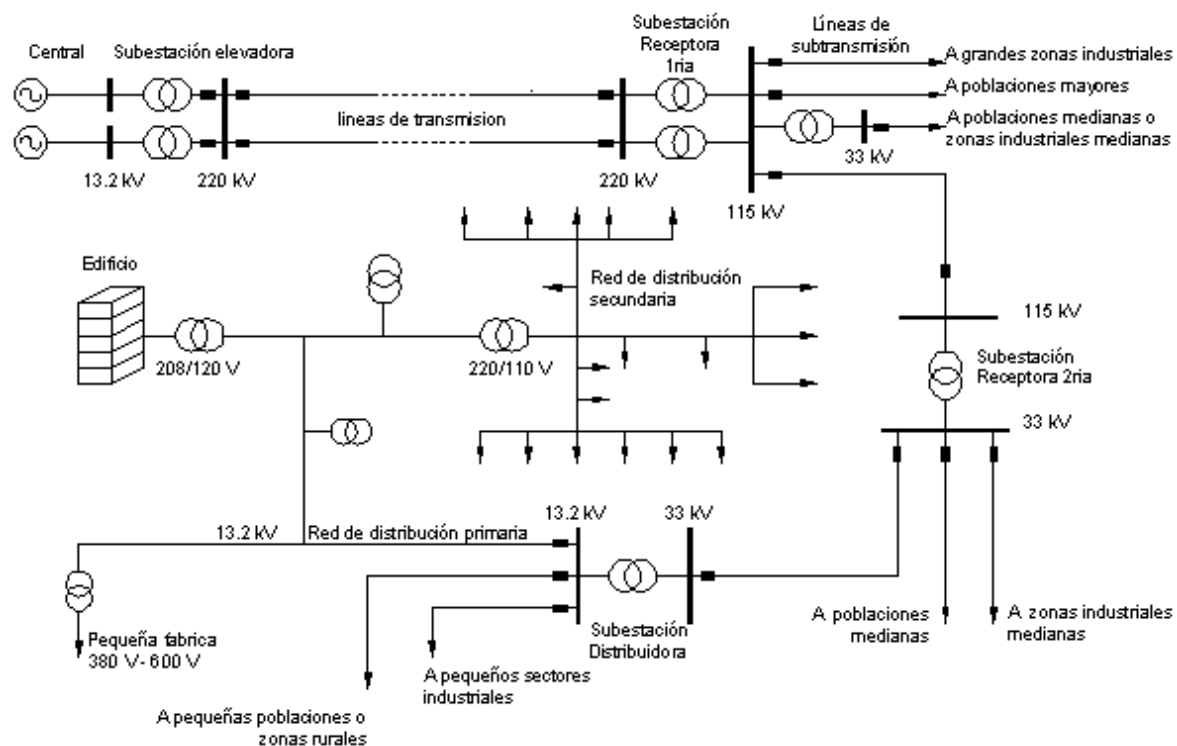 Central
Subestación elevadora
Subestación
Receptora
1ria
Líneas de
subtransmisión
A grandes zonas industriales
A poblaciones mayores
A poblaciones medianas o
zonas industriales medianas
lineas de transmision
33 kV
13.2 kV
220 kV
220 kV
115 kV
Edificio
Red de distribución
secundaria
208/120 V
220/110 V
115 kV
Subestación
Receptora 2ria
33 kV
13.2 kV
Red de distribución primaria
13.2 kV
33 kV
Pequeña fabrica
380 V- 600 V
Subestación
Distribuidora
A poblaciones
medianas
A zonas industriales
medianas
A pequeños sectores
industriales
A pequeñas poblaciones o
zonas rurales